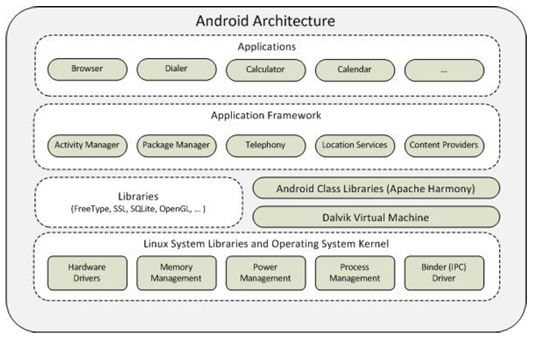 Android Architecture
Applications
Browser
Dialer
Calculator
Calendar
...
Application Framework
Activity Manager
Package Manager
Telephony
Location Services
Content Providers
Libraries
(FreeType, SSL, SQLite, OpenGL, ... )
Android Class Libraries (Apache Harmony)
Dalvik Virtual Machine
Linux System Libraries and Operating System Kernel
Hardware
Drivers
Memory
Management
Power
Management
Process
Management
Binder (IPC)
Driver